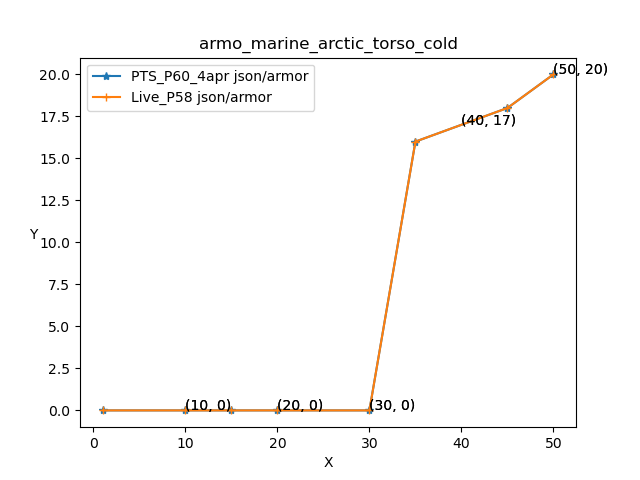 armo_marine_arctic_torso_cold
PTS_P60_4apr json/armor
Live_P58 json/armor
(50, 20)
(40, 17)
(10, 0)
(20, 0)
(30, 0)
20.0
17.5
15.0
12.5
10.0
7.5
5.0
2.5
0.0
Y
0 10 20 30 40 50
X